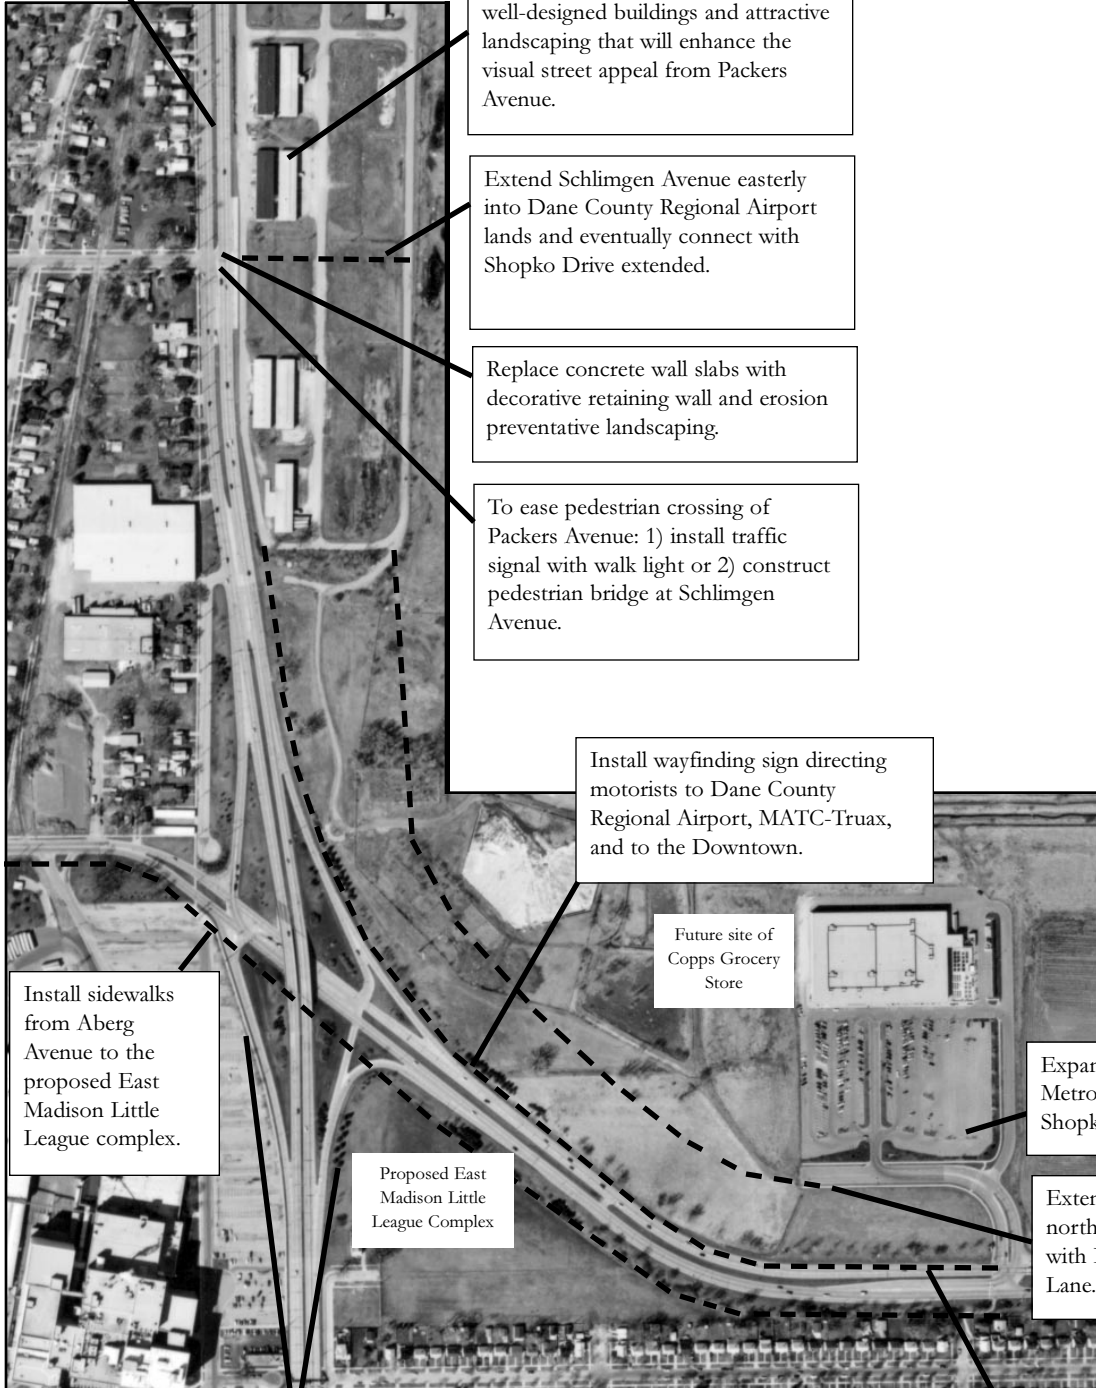 well-designed buildings and attractive
landscaping that will enhance the
visual street appeal from Packers
Avenue.
Extend Schlimgen Avenue easterly
into Dane County Regional Airport
lands and eventually connect with
Shopko Drive extended.
Replace concrete wall slabs with
decorative retaining wall and erosion
preventative landscaping.
To ease pedestrian crossing of
Packers Avenue: 1) install traffic
signal with walk light or 2) construct
pedestrian bridge at Schlimgen
Avenue.
Install wayfinding sign directing
motorists to Dane County
Regional Airport, MATC-Truax,
and to the Downtown.
Future site of
Copps Grocery
Store
Install sidewalks
from Aberg
Avenue to the
proposed East
Madison Little
League complex.
Metro
Shopk
Proposed East
Madison Little
League Complex
north
with
Lane.